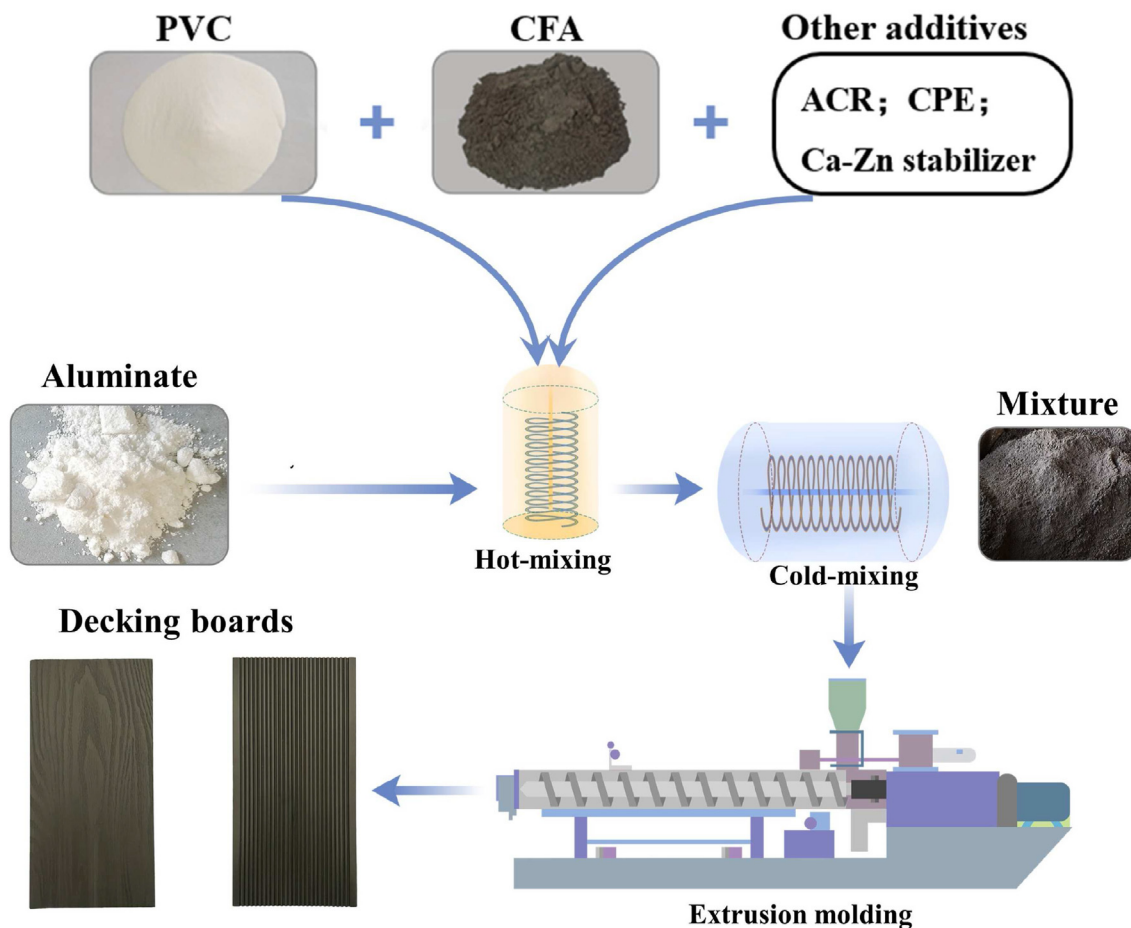 PVC
CFA
Other additives
ACR；CPE；
Ca-Zn stabilizer
Aluminate
Mixture
Hot-mixing
Cold-mixing
Decking boards
Extrusion molding